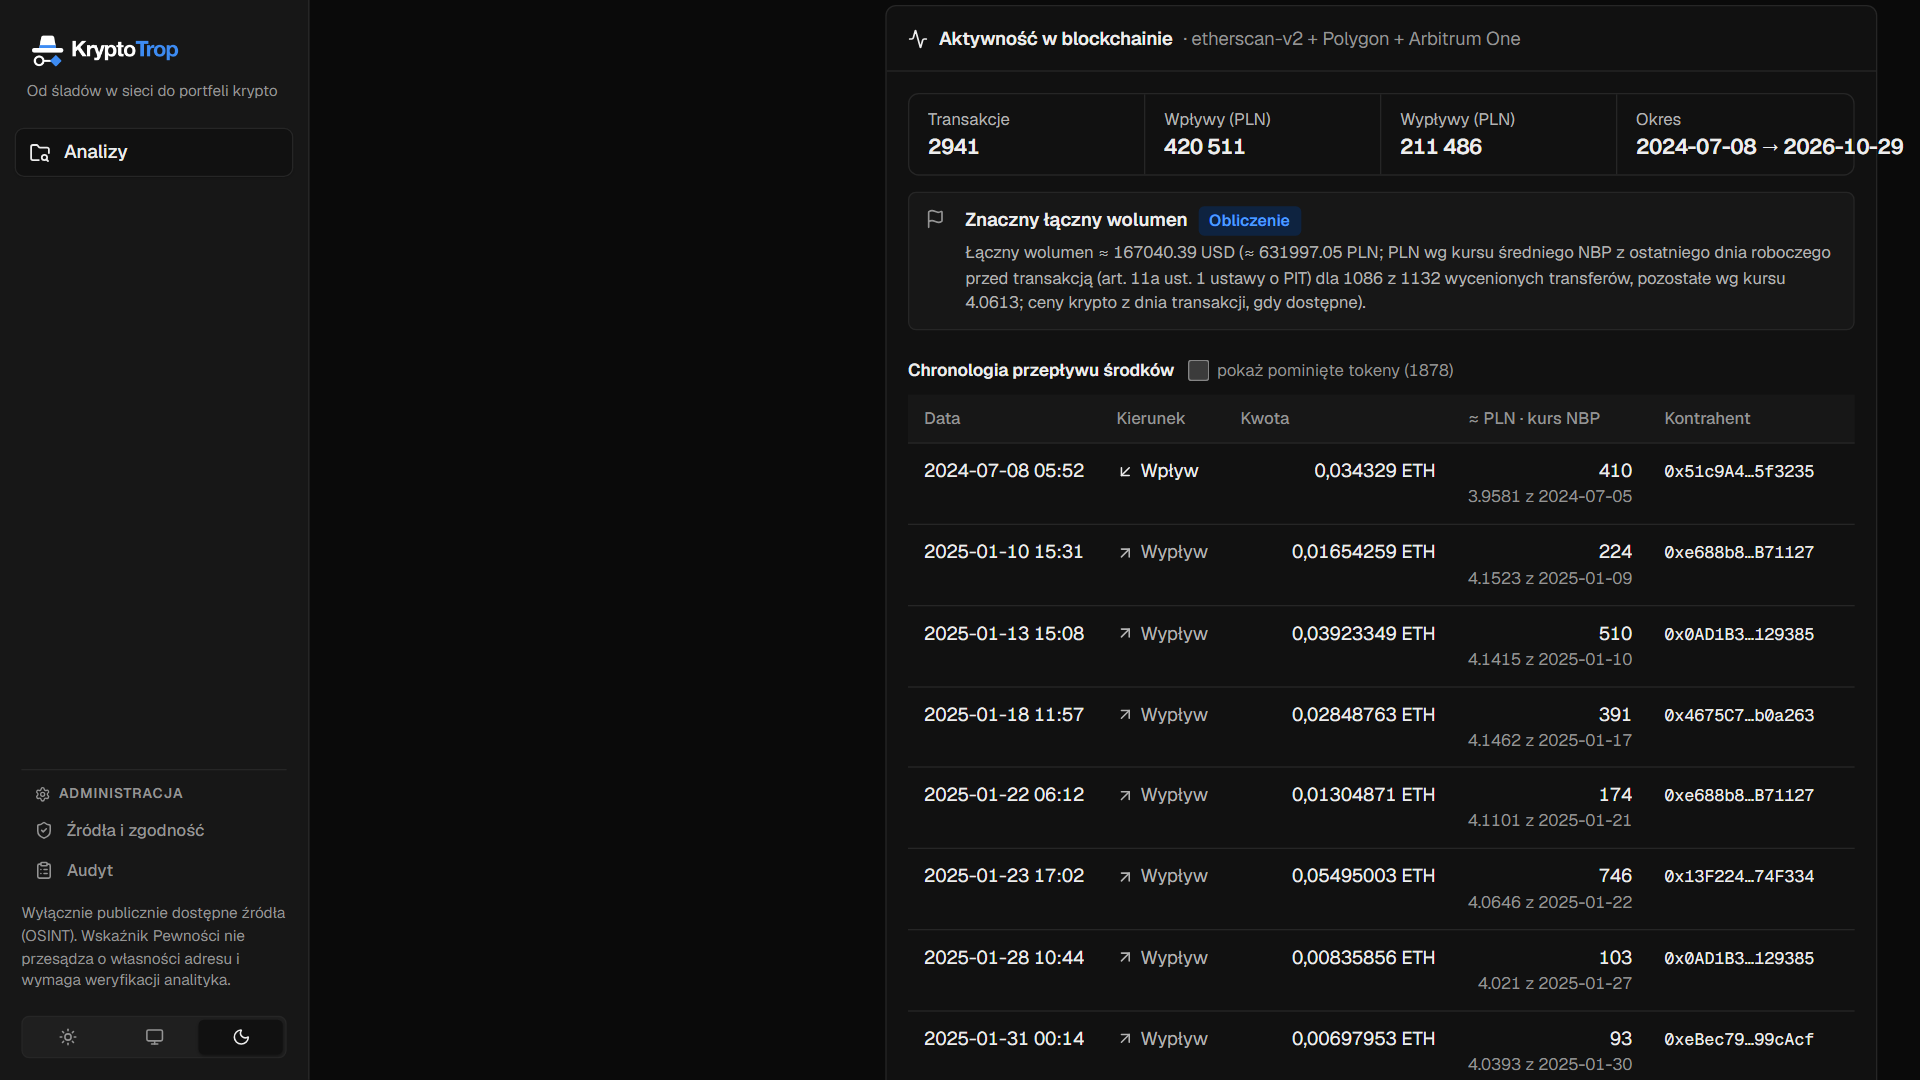 KryptoTrop
Od śladów w sieci do portfeli krypto
Analizy
ADMINISTRACJA
Źródła i zgodność
Audyt
Wyłącznie publicznie dostępne źródła
(OSINT). Wskaźnik Pewności nie
przesądza o własności adresu i
wymaga weryfikacji analityka.
Aktywność w blockchainie · etherscan-v2 + Polygon + Arbitrum One
Transakcje
2941
Wpływy (PLN)
420 511
Wypływy (PLN)
211 486
Okres
2024-07-08 → 2026-10-29
Znaczny łączny wolumen Obliczenie
Łączny wolumen ≈ 167040.39 USD (≈ 631997.05 PLN; PLN wg kursu średniego NBP z ostatniego dnia roboczego
przed transakcją (art. 11a ust. 1 ustawy o PIT) dla 1086 z 1132 wycenionych transferów, pozostałe wg kursu
4.0613; ceny krypto z dnia transakcji, gdy dostępne).
Chronologia przepływu środków pokaż pominięte tokeny (1878)
Data Kierunek Kwota ≈ PLN · kurs NBP Kontrahent
2024-07-08 05:52 ↙ Wpływ 0,034329 ETH 410 0x51c9A4…5f3235
3.9581 z 2024-07-05
2025-01-10 15:31 ↗ Wypływ 0,01654259 ETH 224 0xe688b8…B71127
4.1523 z 2025-01-09
2025-01-13 15:08 ↗ Wypływ 0,03923349 ETH 510 0x0AD1B3…129385
4.1415 z 2025-01-10
2025-01-18 11:57 ↗ Wypływ 0,02848763 ETH 391 0x4675C7…b0a263
4.1462 z 2025-01-17
2025-01-22 06:12 ↗ Wypływ 0,01304871 ETH 174 0xe688b8…B71127
4.1101 z 2025-01-21
2025-01-23 17:02 ↗ Wypływ 0,05495003 ETH 746 0x13F224…74F334
4.0646 z 2025-01-22
2025-01-28 10:44 ↗ Wypływ 0,00835856 ETH 103 0x0AD1B3…129385
4.021 z 2025-01-27
2025-01-31 00:14 ↗ Wypływ 0,00697953 ETH 93 0xeBec79…99cAcf
4.0393 z 2025-01-30